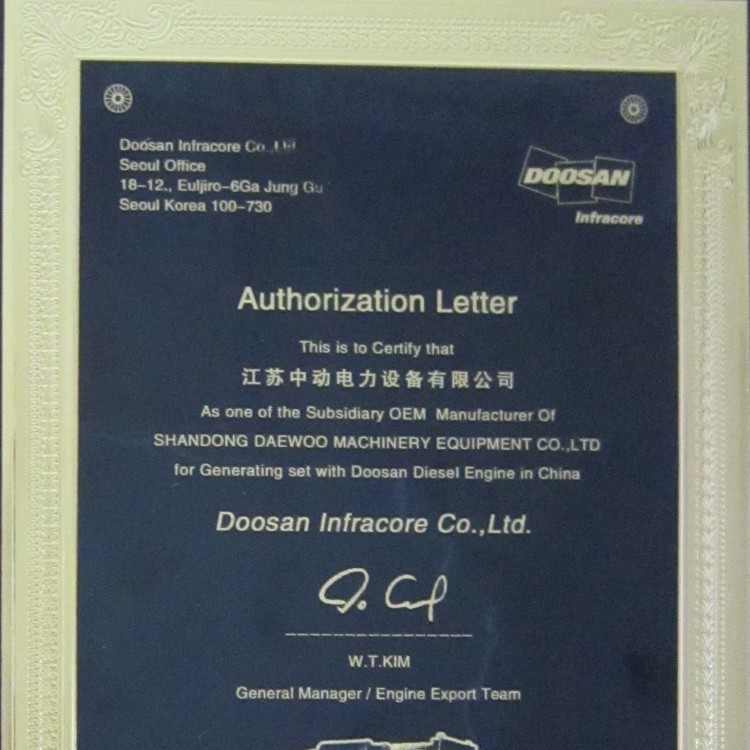 Doosan Infracore Co.,Ltd
Seoul Office
18-12., Euljiro-6Ga Jung Gu
Seoul Korea 100-730
DOOSAN
Infracore
Authorization Letter
This is to Certify that
江苏中动电力设备有限公司
As one of the Subsidiary OEM Manufacturer Of
SHANDONG DAEWOO MACHINERY EQUIPMENT CO.,LTD
for Generating set with Doosan Diesel Engine in China
Doosan Infracore Co.,Ltd.
W.T.KIM
General Manager / Engine Export Team